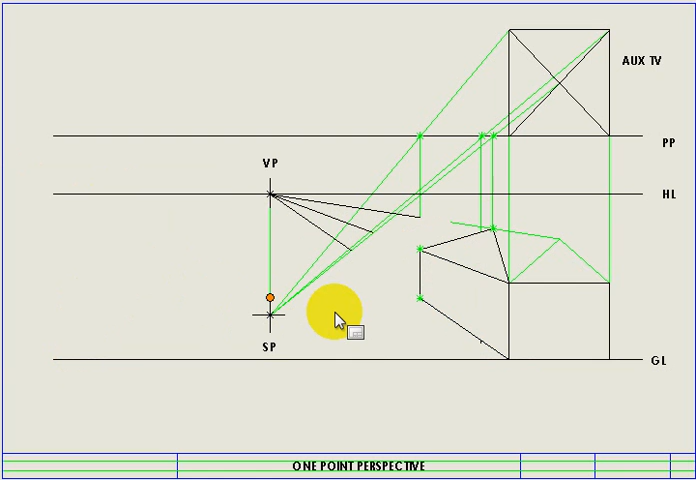 AUX TV
PP
VP
HL
SP
GL
ONE POINT PERSPECTIVE